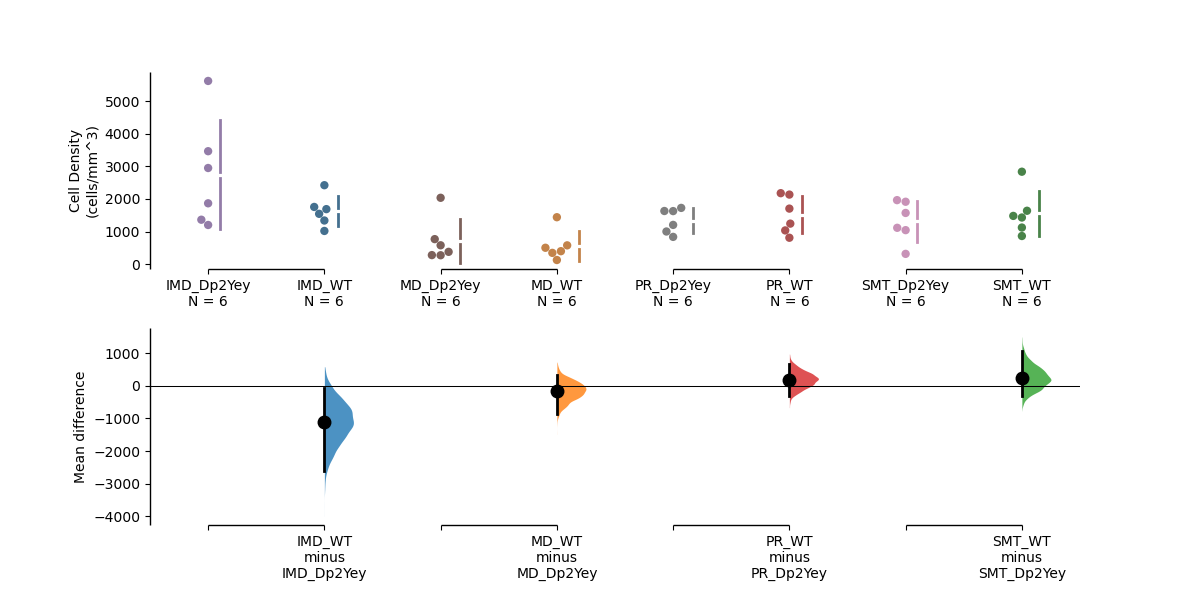 Cell Density
(cells/mm^3)
5000
4000
3000
2000
1000
0
IMD_Dp2Yey
N = 6
IMD_WT
N = 6
MD_Dp2Yey
N = 6
MD_WT
N = 6
PR_Dp2Yey
N = 6
PR_WT
N = 6
SMT_Dp2Yey
N = 6
SMT_WT
N = 6
Mean difference
1000
0
−1000
−2000
−3000
−4000
IMD_WT
minus
IMD_Dp2Yey
MD_WT
minus
MD_Dp2Yey
PR_WT
minus
PR_Dp2Yey
SMT_WT
minus
SMT_Dp2Yey